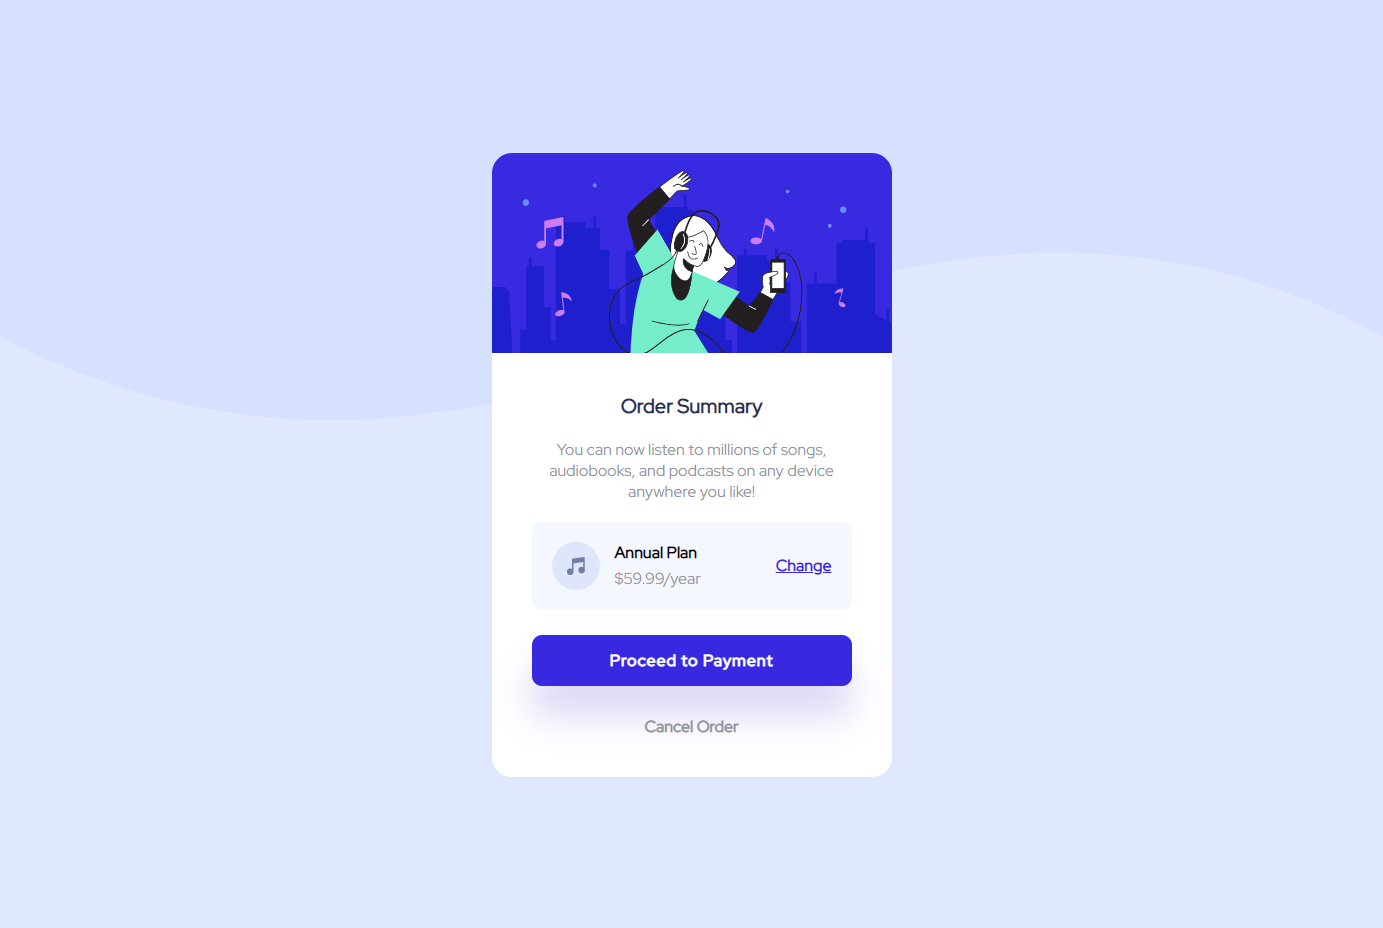 Order Summary
You can now listen to millions of songs,
audiobooks, and podcasts on any device
anywhere you like!
Annual Plan
$59.99/year
Change
Proceed to Payment
Cancel Order